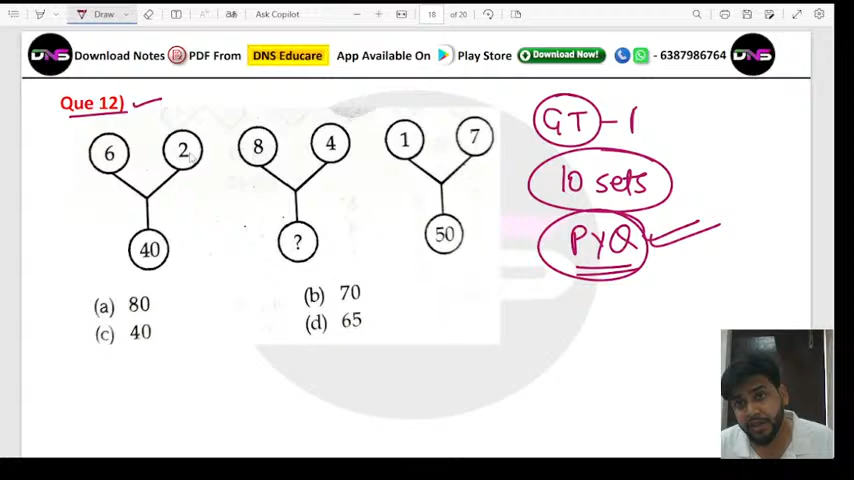 Draw Ask Copilot 18 of 20
DNS Download Notes PDF From DNS Educare App Available On Play Store Download Now! - 6387986764 DNS
Que 12)
6 2 8 4 1 7
40 ? 50
(a) 80 (b) 70
(c) 40 (d) 65
GT - 1
10 sets
PYQ